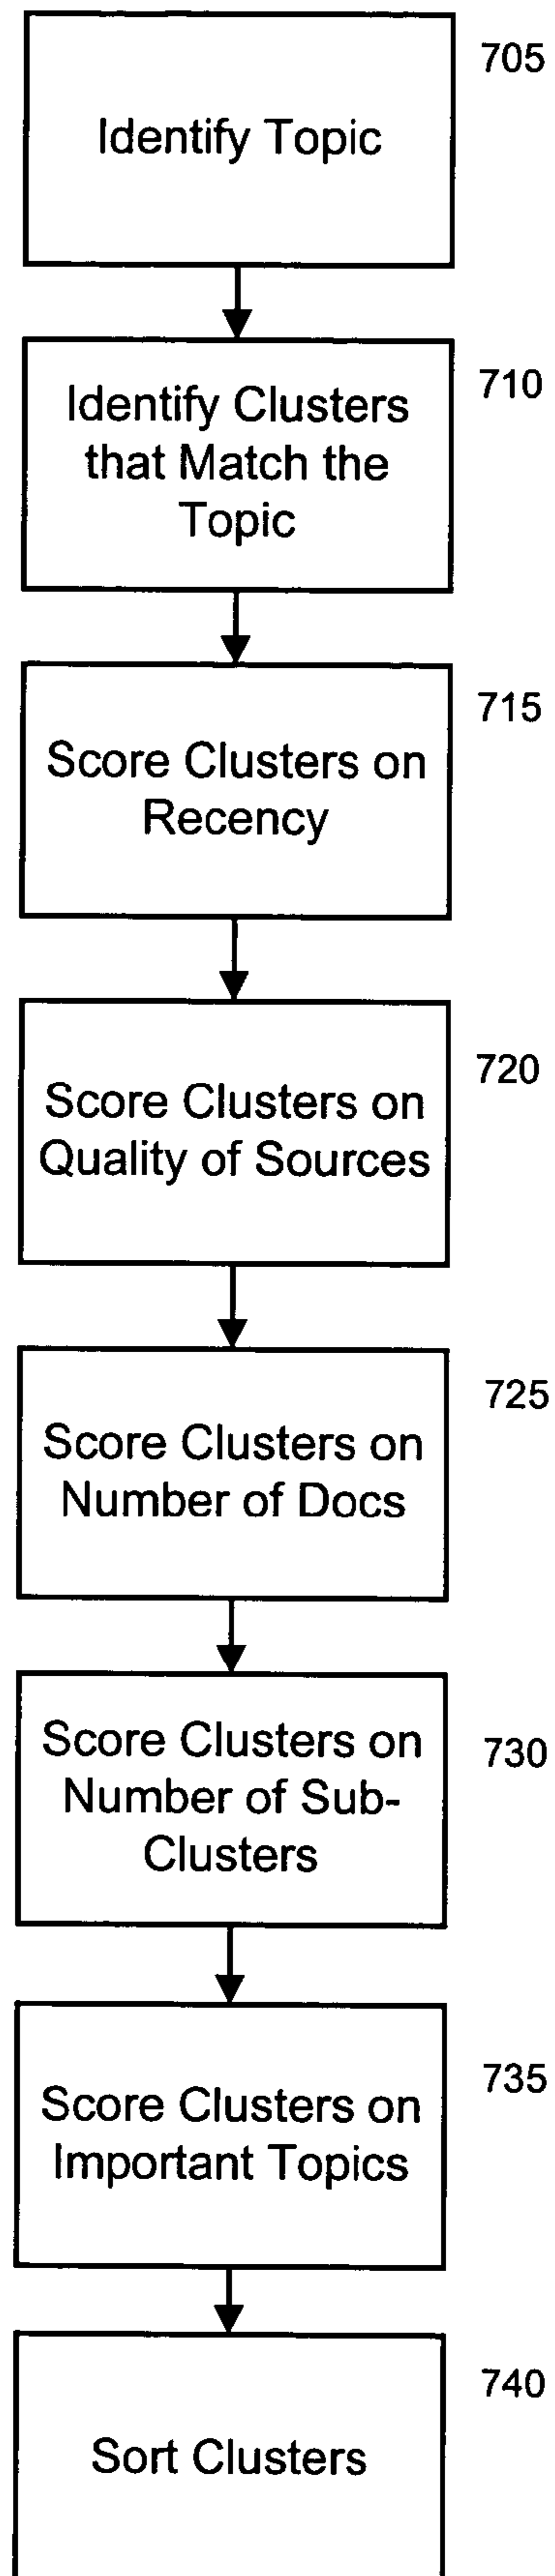 705
Identify Topic
710
Identify Clusters
that Match the
Topic
715
Score Clusters on
Recency
720
Score Clusters on
Quality of Sources
725
Score Clusters on
Number of Docs
730
Score Clusters on
Number of Sub-
Clusters
735
Score Clusters on
Important Topics
740
Sort Clusters